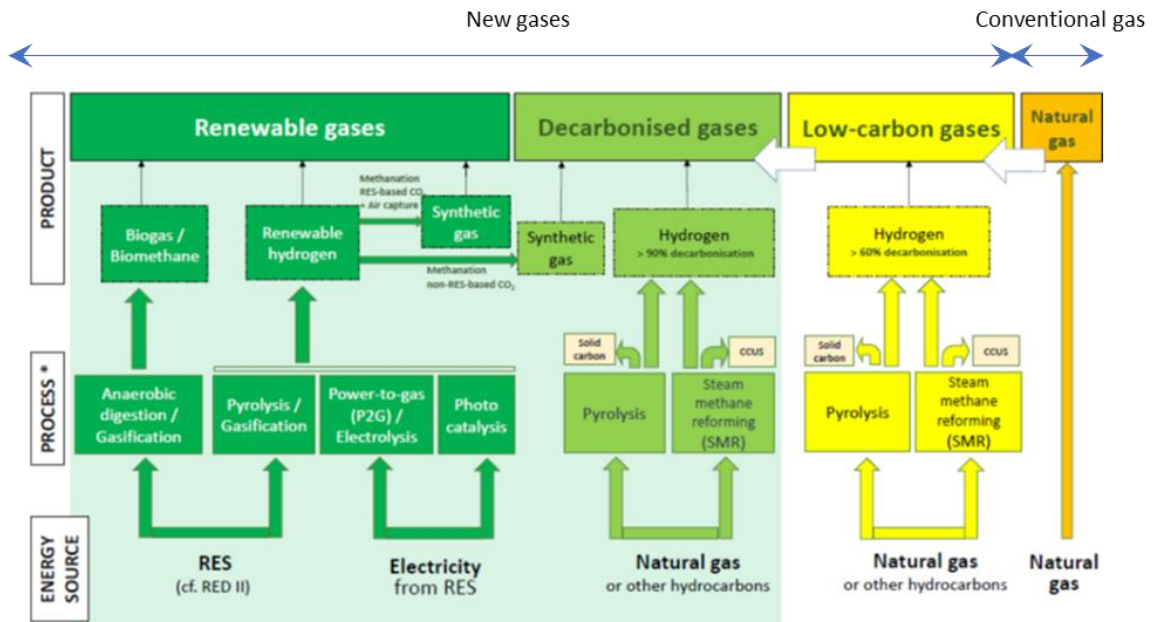 New gases
Conventional gas
PRODUCT
Renewable gases
Decarbonised gases
Low-carbon gases
Natural
gas
Methanation
RES-based CO₂
+ Air capture
Biogas /
Biomethane
Renewable
hydrogen
Synthetic
gas
Synthetic
gas
Hydrogen
> 90% decarbonisation
Hydrogen
> 60% decarbonisation
Methanation
non-RES-based CO₂
PROCESS *
Solid
carbon
CCUS
Solid
carbon
CCUS
Anaerobic
digestion /
Gasification
Pyrolysis /
Gasification
Power-to-gas
(P2G) /
Electrolysis
Photo
catalysis
Pyrolysis
Steam
methane
reforming
(SMR)
Pyrolysis
Steam
methane
reforming
(SMR)
ENERGY
SOURCE
RES
(cf. RED II)
Electricity
from RES
Natural gas
or other hydrocarbons
Natural gas
or other hydrocarbons
Natural
gas